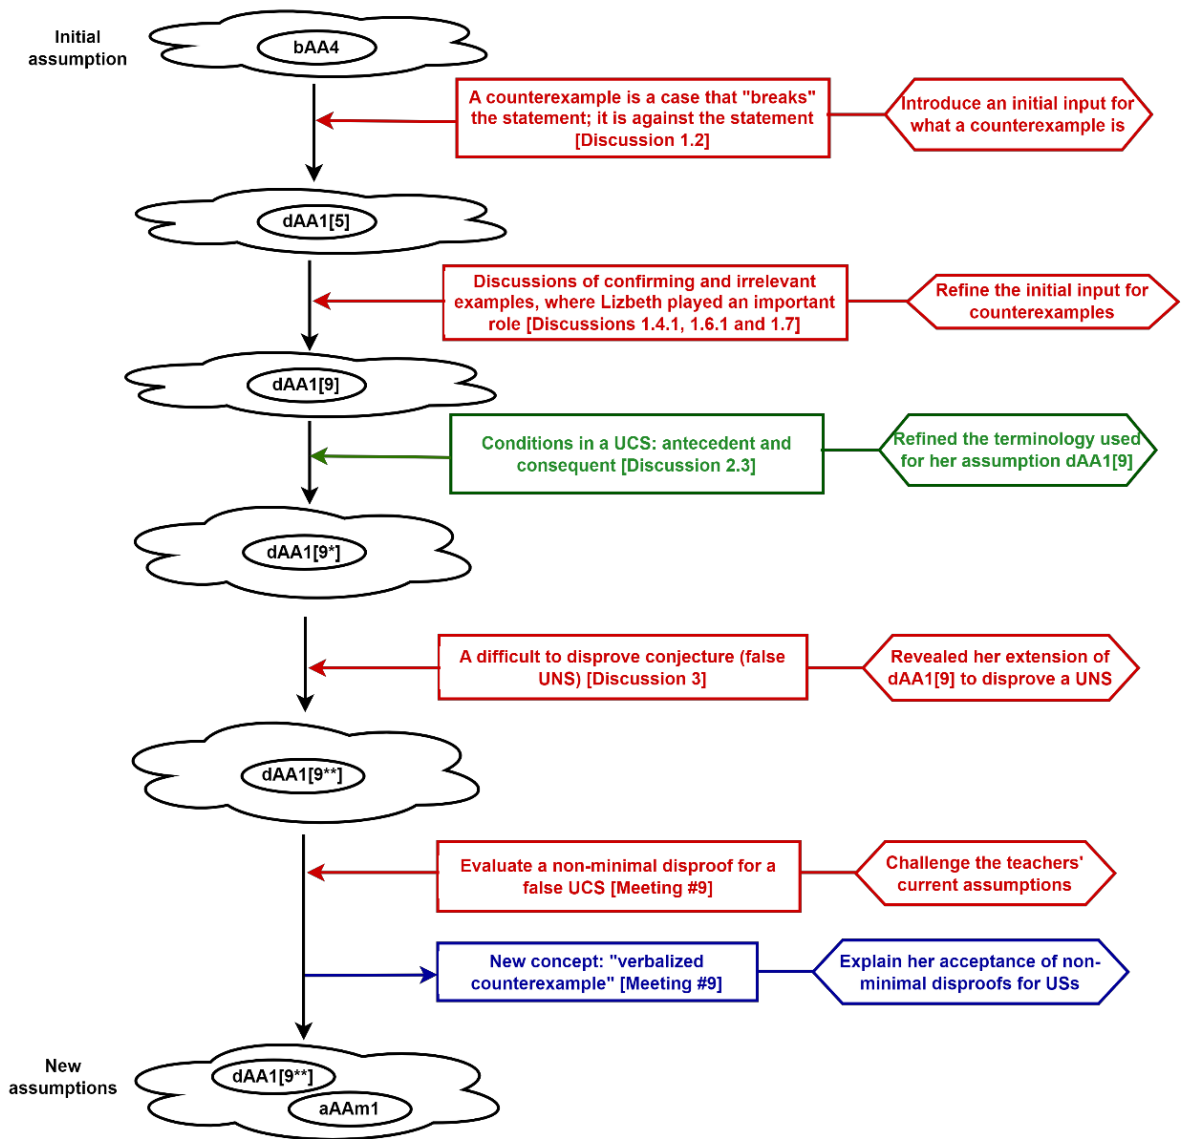 Initial
assumption
bAA4
A counterexample is a case that "breaks"
the statement; it is against the statement
[Discussion 1.2]
Introduce an initial input for
what a counterexample is
dAA1[5]
Discussions of confirming and irrelevant
examples, where Lizbeth played an important
role [Discussions 1.4.1, 1.6.1 and 1.7]
Refine the initial input for
counterexamples
dAA1[9]
Conditions in a UCS: antecedent and
consequent [Discussion 2.3]
Refined the terminology used
for her assumption dAA1[9]
dAA1[9*]
A difficult to disprove conjecture (false
UNS) [Discussion 3]
Revealed her extension of
dAA1[9] to disprove a UNS
dAA1[9**]
Evaluate a non-minimal disproof for a
false UCS [Meeting #9]
Challenge the teachers'
current assumptions
New concept: "verbalized
counterexample" [Meeting #9]
Explain her acceptance of non-
minimal disproofs for USs
New
assumptions
dAA1[9**]
aAAm1